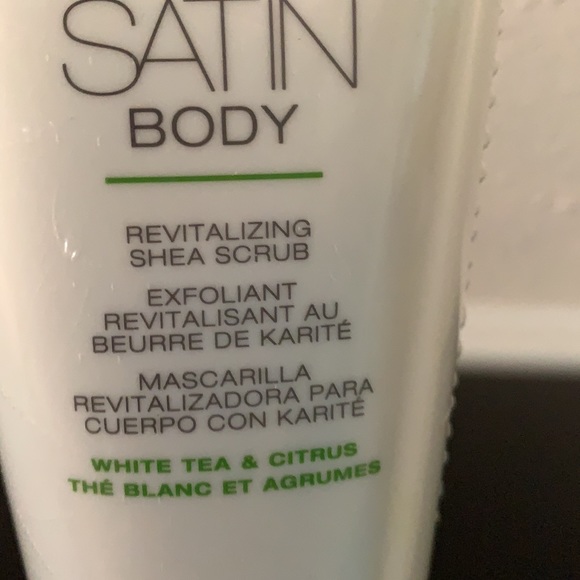 SATIN
BODY
REVITALIZING
SHEA SCRUB
EXFOLIANT
REVITALISANT AU
BEURRE DE KARITÉ
MASCARILLA
REVITALIZADORA PARA
CUERPO CON KARITÉ
WHITE TEA & CITRUS
THÉ BLANC ET AGRUMES